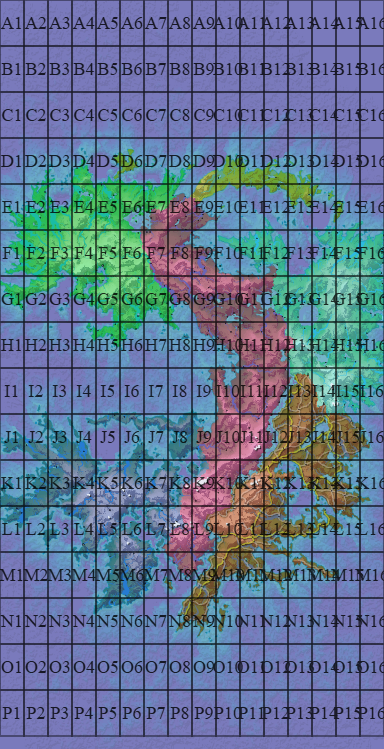 A1 A2 A3 A4 A5 A6 A7 A8 A9 A10 A11 A12 A13 A14 A15 A16
B1 B2 B3 B4 B5 B6 B7 B8 B9 B10 B11 B12 B13 B14 B15 B16
C1 C2 C3 C4 C5 C6 C7 C8 C9 C10 C11 C12 C13 C14 C15 C16
D1 D2 D3 D4 D5 D6 D7 D8 D9 D10 D11 D12 D13 D14 D15 D16
E1 E2 E3 E4 E5 E6 E7 E8 E9 E10 E11 E12 E13 E14 E15 E16
F1 F2 F3 F4 F5 F6 F7 F8 F9 F10 F11 F12 F13 F14 F15 F16
G1 G2 G3 G4 G5 G6 G7 G8 G9 G10 G11 G12 G13 G14 G15 G16
H1 H2 H3 H4 H5 H6 H7 H8 H9 H10 H11 H12 H13 H14 H15 H16
I1 I2 I3 I4 I5 I6 I7 I8 I9 I10 I11 I12 I13 I14 I15 I16
J1 J2 J3 J4 J5 J6 J7 J8 J9 J10 J11 J12 J13 J14 J15 J16
K1 K2 K3 K4 K5 K6 K7 K8 K9 K10 K11 K12 K13 K14 K15 K16
L1 L2 L3 L4 L5 L6 L7 L8 L9 L10 L11 L12 L13 L14 L15 L16
M1 M2 M3 M4 M5 M6 M7 M8 M9 M10 M11 M12 M13 M14 M15 M16
N1 N2 N3 N4 N5 N6 N7 N8 N9 N10 N11 N12 N13 N14 N15 N16
O1 O2 O3 O4 O5 O6 O7 O8 O9 O10 O11 O12 O13 O14 O15 O16
P1 P2 P3 P4 P5 P6 P7 P8 P9 P10 P11 P12 P13 P14 P15 P16